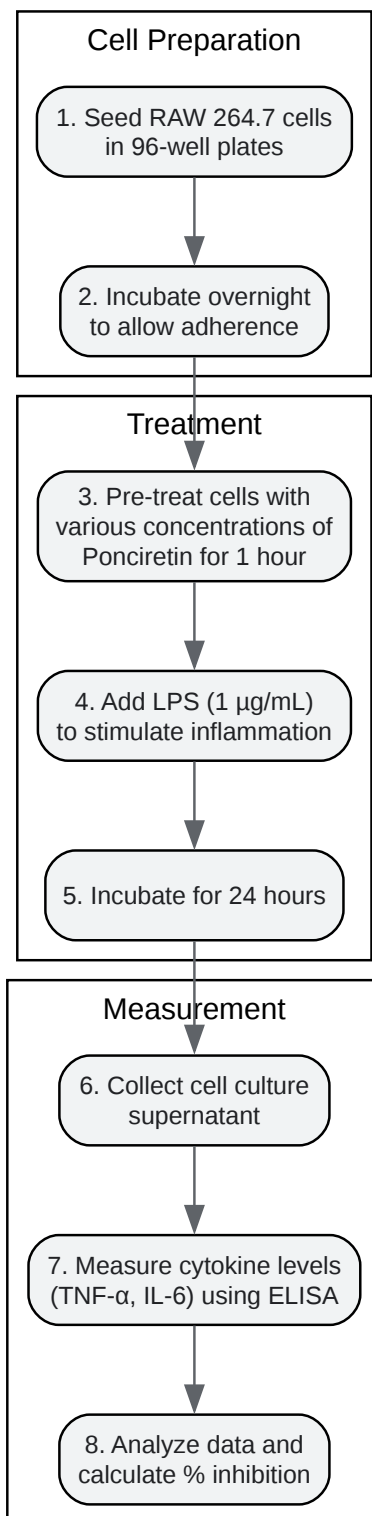 Cell Preparation
1. Seed RAW 264.7 cells
in 96-well plates
2. Incubate overnight
to allow adherence
Treatment
3. Pre-treat cells with
various concentrations of
Ponciretin for 1 hour
4. Add LPS (1 µg/mL)
to stimulate inflammation
5. Incubate for 24 hours
Measurement
6. Collect cell culture
supernatant
7. Measure cytokine levels
(TNF-α, IL-6) using ELISA
8. Analyze data and
calculate % inhibition